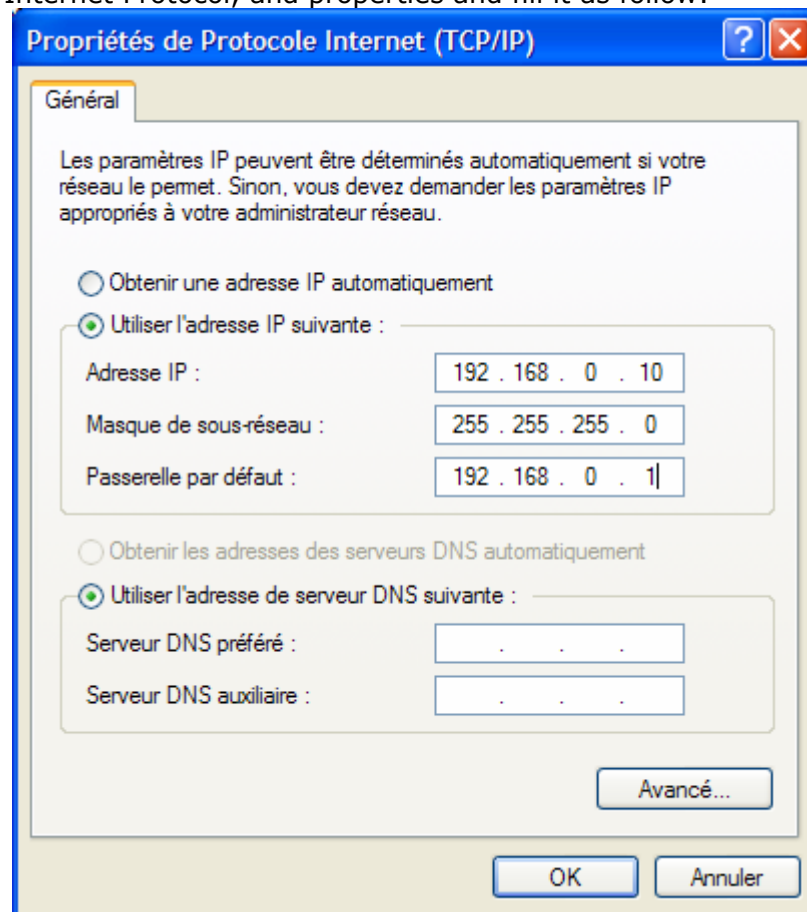 Internet Protocol, and properties and fill it as follow:
Propriétés de Protocole Internet (TCP/IP)
Général
Les paramètres IP peuvent être déterminés automatiquement si votre
réseau le permet. Sinon, vous devez demander les paramètres IP
appropriés à votre administrateur réseau.
Obtenir une adresse IP automatiquement
Utiliser l'adresse IP suivante :
Adresse IP : 192 . 168 . 0 . 10
Masque de sous-réseau : 255 . 255 . 255 . 0
Passerelle par défaut : 192 . 168 . 0 . 1
Obtenir les adresses des serveurs DNS automatiquement
Utiliser l'adresse de serveur DNS suivante :
Serveur DNS préféré : . . .
Serveur DNS auxiliaire : . . .
Avancé...
OK Annuler